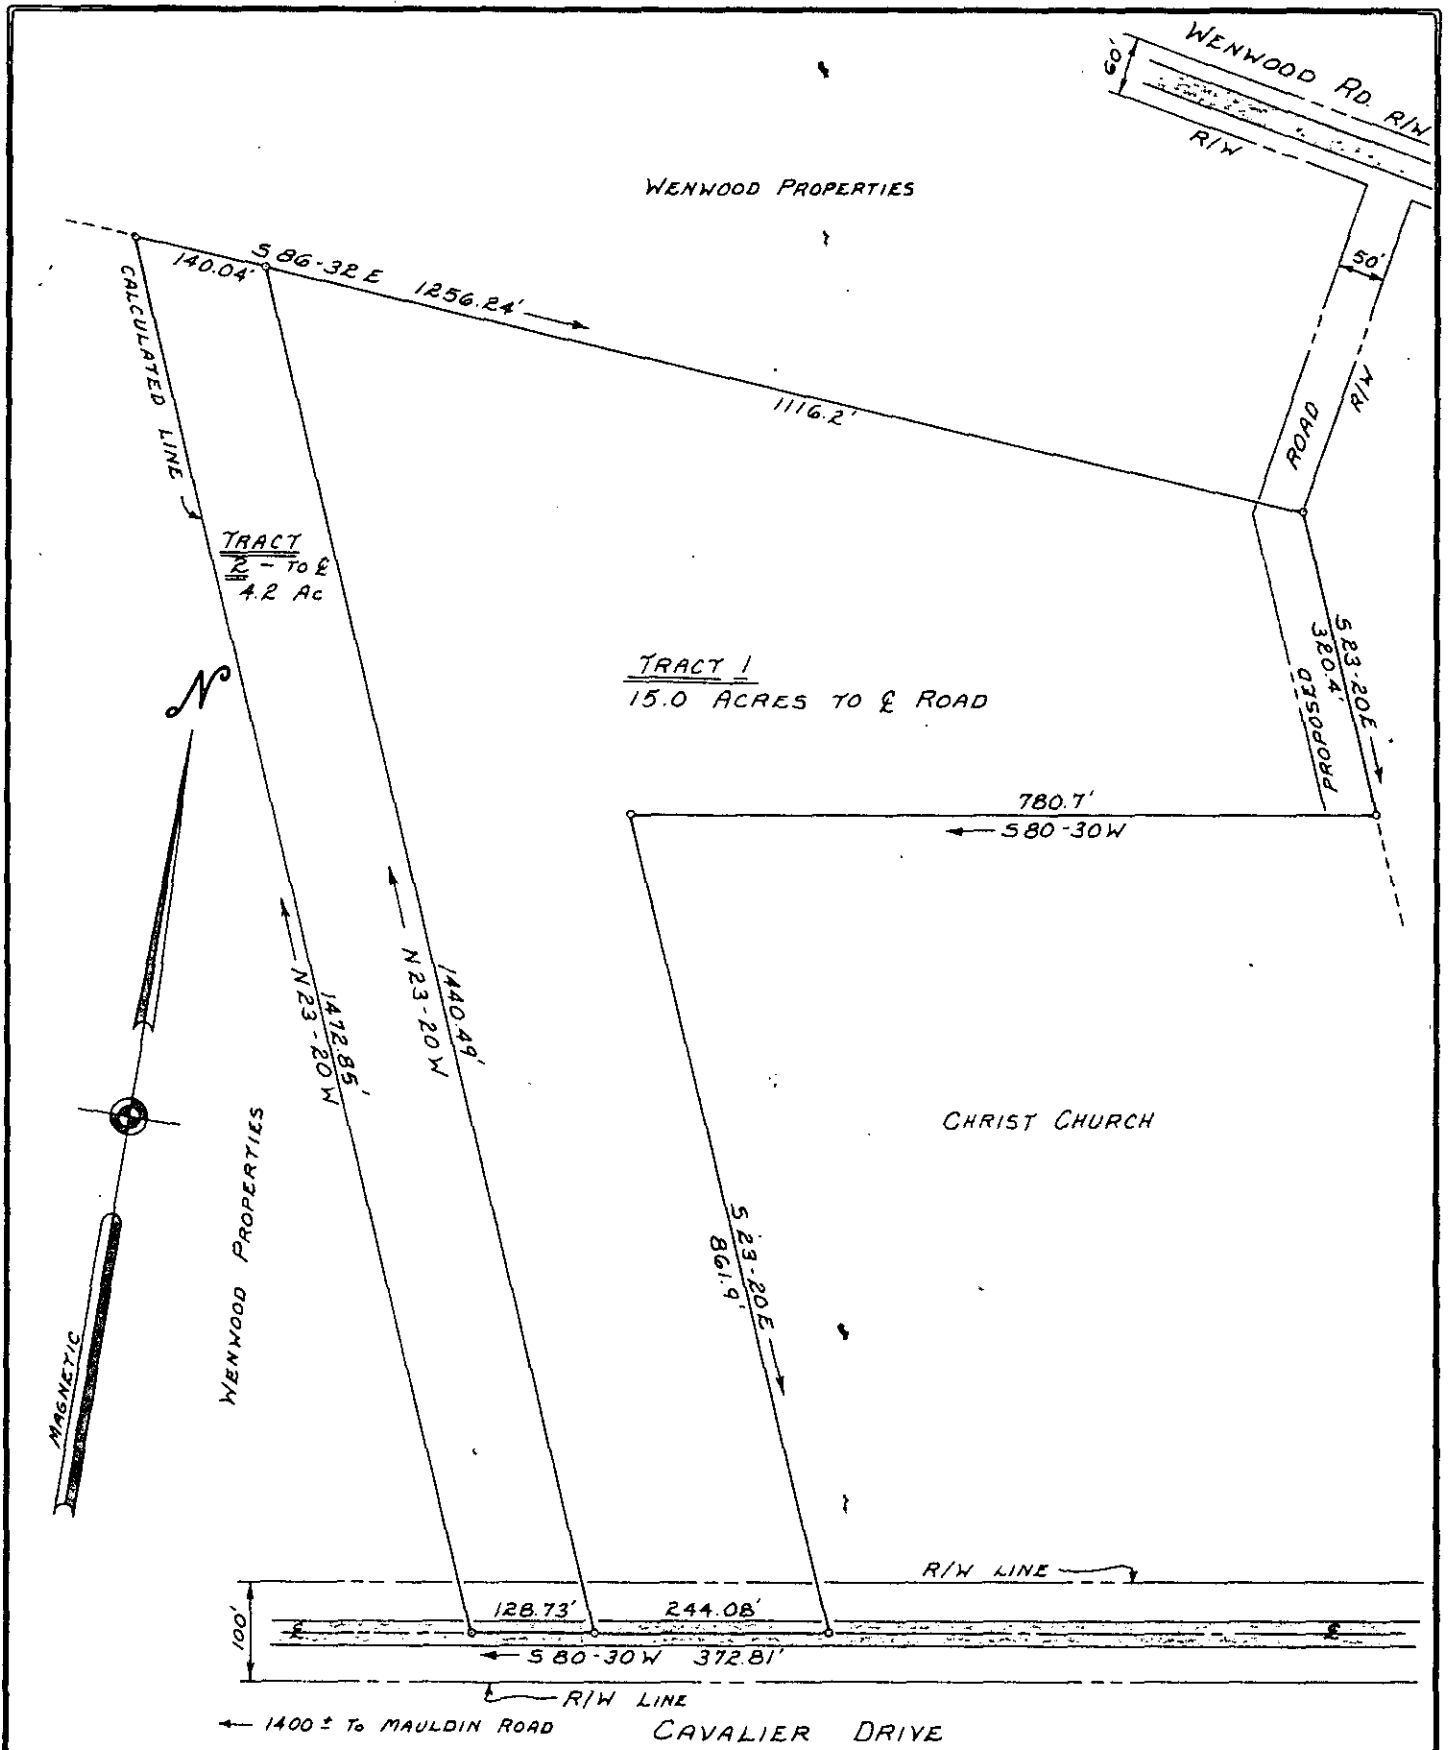 WENWOOD RD. R/W
60'
R/W
WENWOOD PROPERTIES
50'
R/W
ROAD
S 86-32 E
140.04'
1256.24'
1116.2'
CALCULATED LINE
TRACT
2 - TO ℄
4.2 AC
N
TRACT 1
15.0 ACRES TO ℄ ROAD
S 23-20 E
320.4'
PROPOSED
780.7'
S 80-30 W
1440.49'
N 23-20 W
1472.85'
N 23-20 W
CHRIST CHURCH
WENWOOD PROPERTIES
S 23-20 E
861.9'
MAGNETIC
R/W LINE
100'
128.73'
244.08'
℄
℄
S 80-30 W 372.81'
R/W LINE
1400 ± TO MAULDIN ROAD
CAVALIER DRIVE